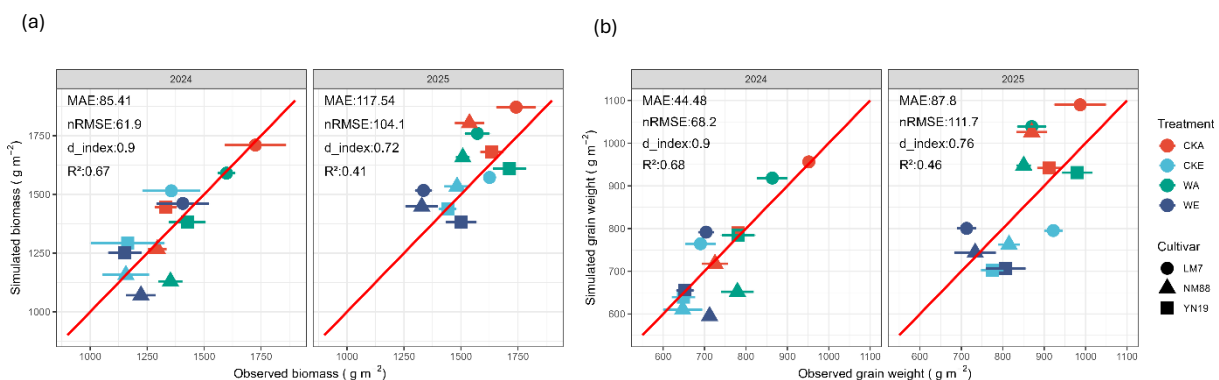 (a)
(b)
2024
2025
2024
2025
MAE:85.41
nRMSE:61.9
d_index:0.9
R²:0.67
MAE:117.54
nRMSE:104.1
d_index:0.72
R²:0.41
MAE:44.48
nRMSE:68.2
d_index:0.9
R²:0.68
MAE:87.8
nRMSE:111.7
d_index:0.76
R²:0.46
Simulated biomass ( g m⁻²)
1750
1500
1250
1000
1000 1250 1500 1750
1000 1250 1500 1750
Observed biomass ( g m⁻²)
Simulated grain weight ( g m⁻²)
1100
1000
900
800
700
600
600 700 800 900 1000 1100
600 700 800 900 1000 1100
Observed grain weight ( g m⁻²)
Treatment
CKA
CKE
WA
WE
Cultivar
LM7
NM88
YN19